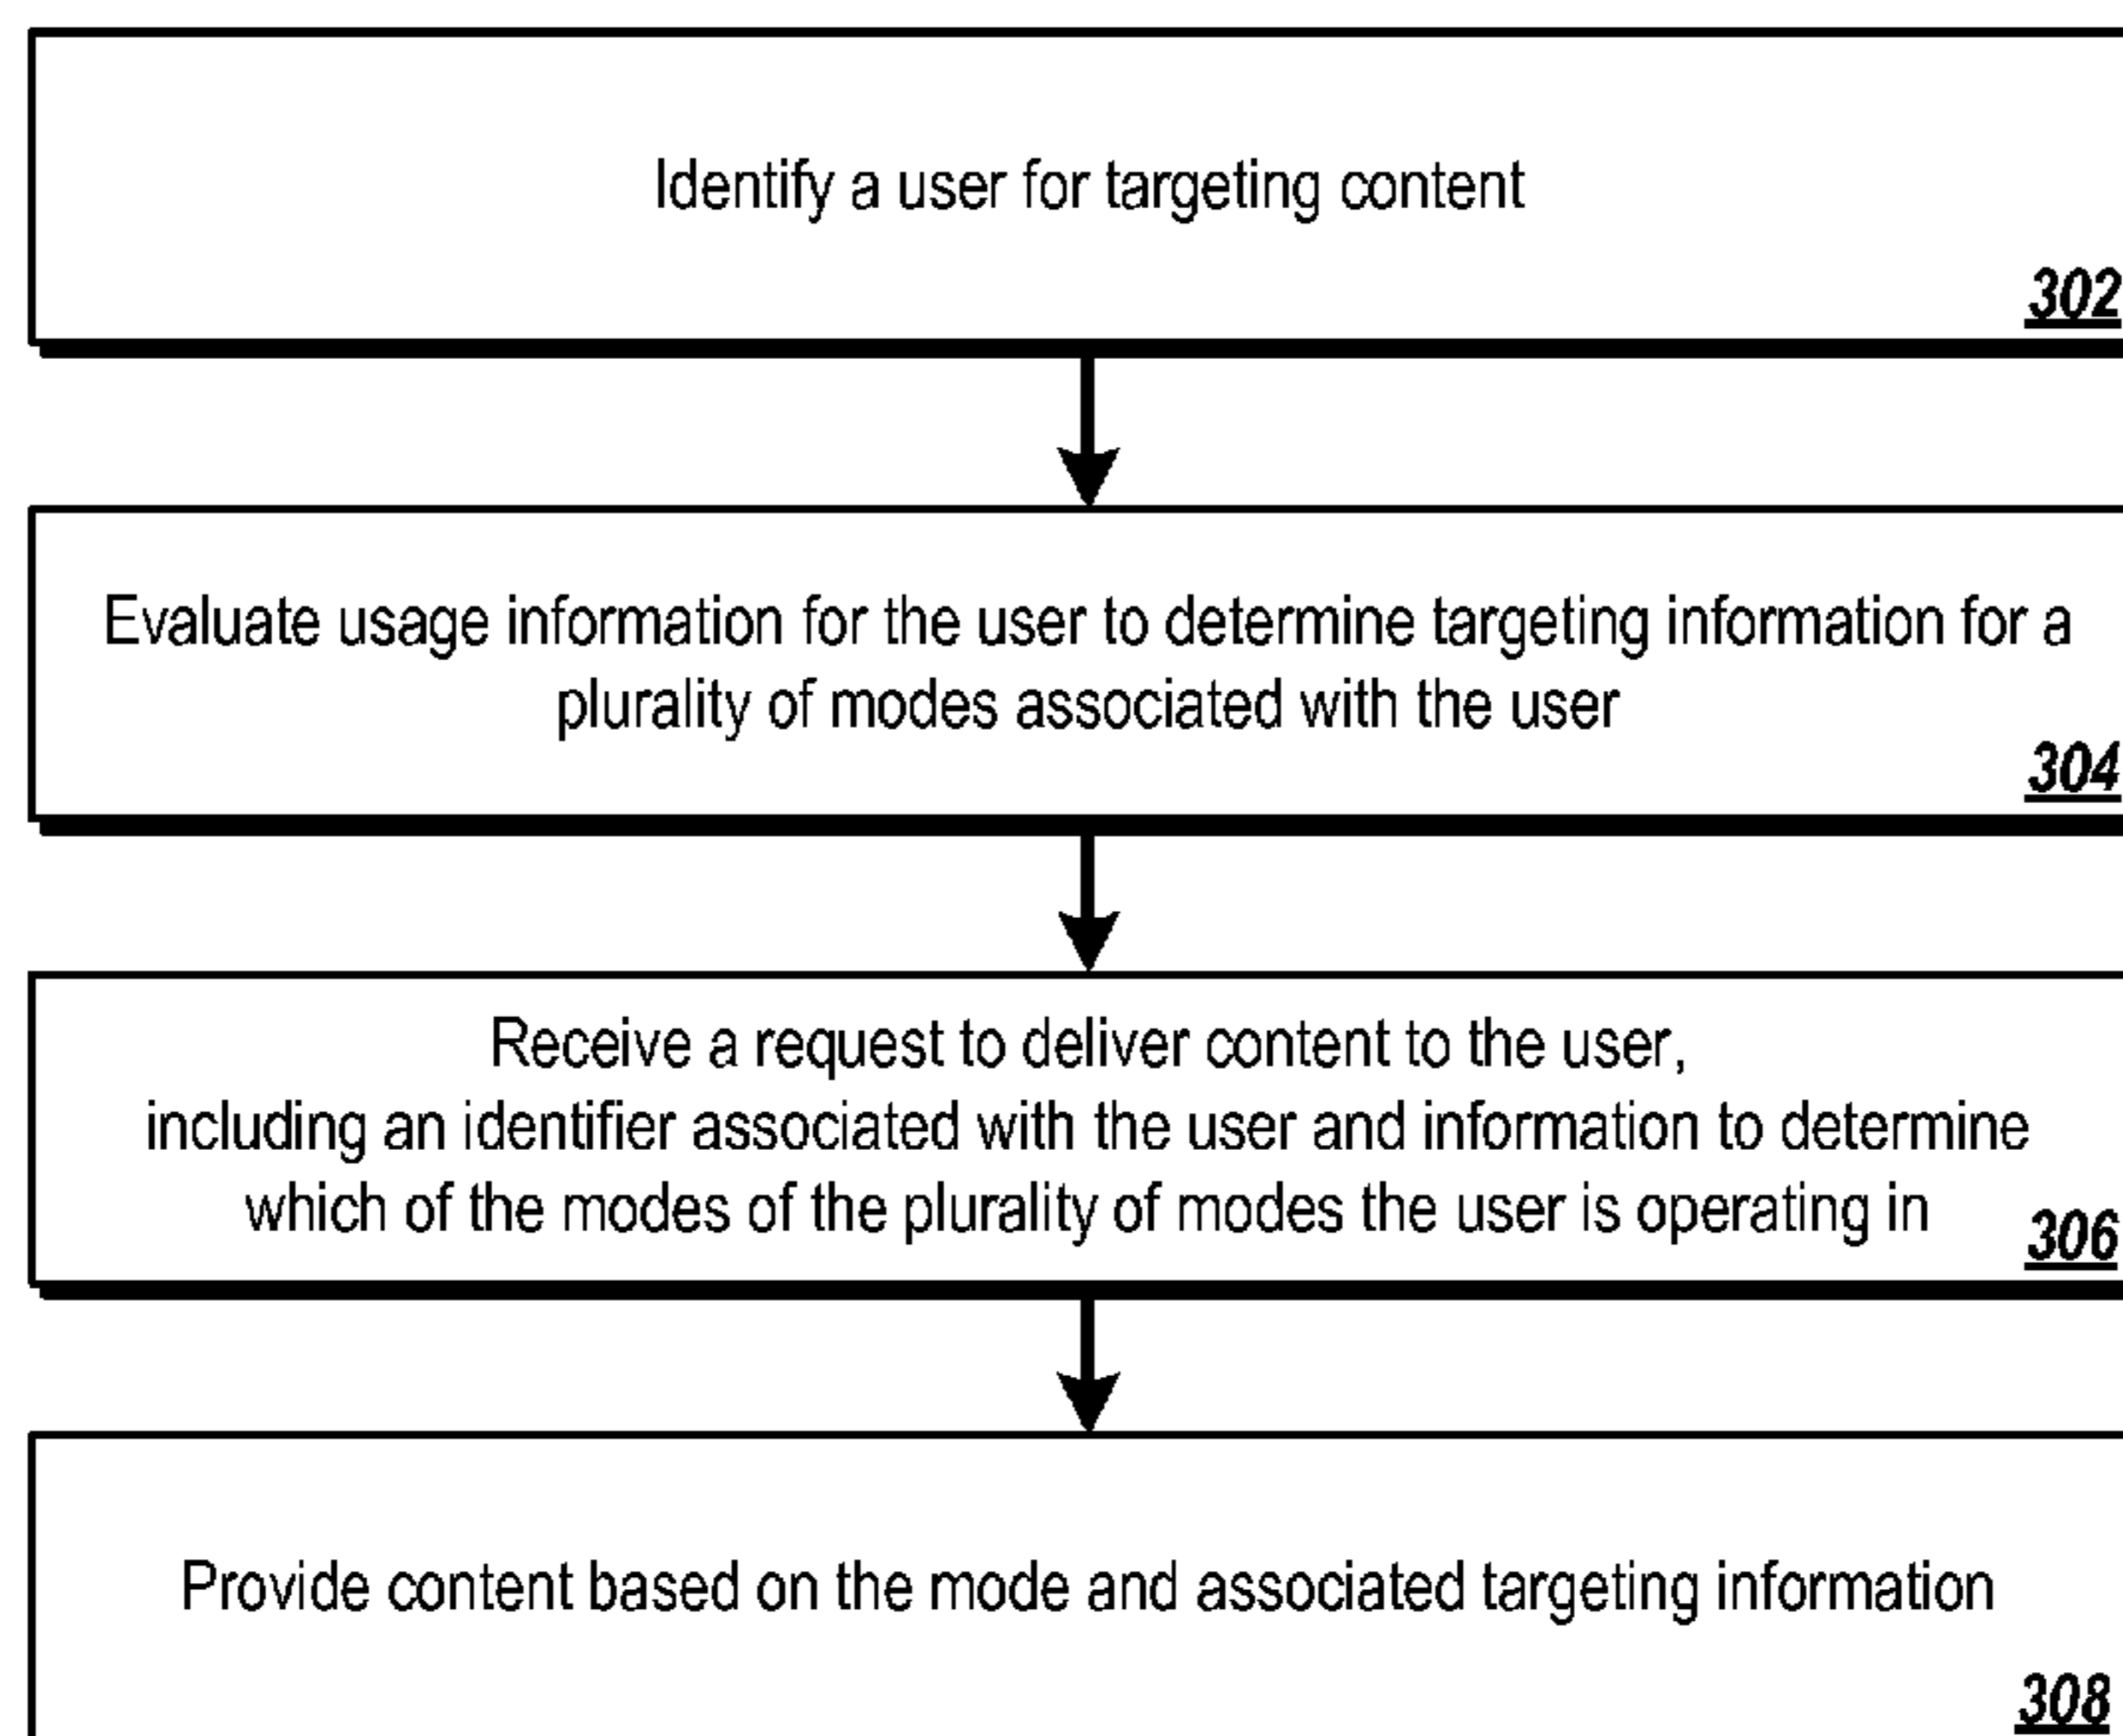 Identify a user for targeting content
302
Evaluate usage information for the user to determine targeting information for a
plurality of modes associated with the user
304
Receive a request to deliver content to the user,
including an identifier associated with the user and information to determine
which of the modes of the plurality of modes the user is operating in
306
Provide content based on the mode and associated targeting information
308